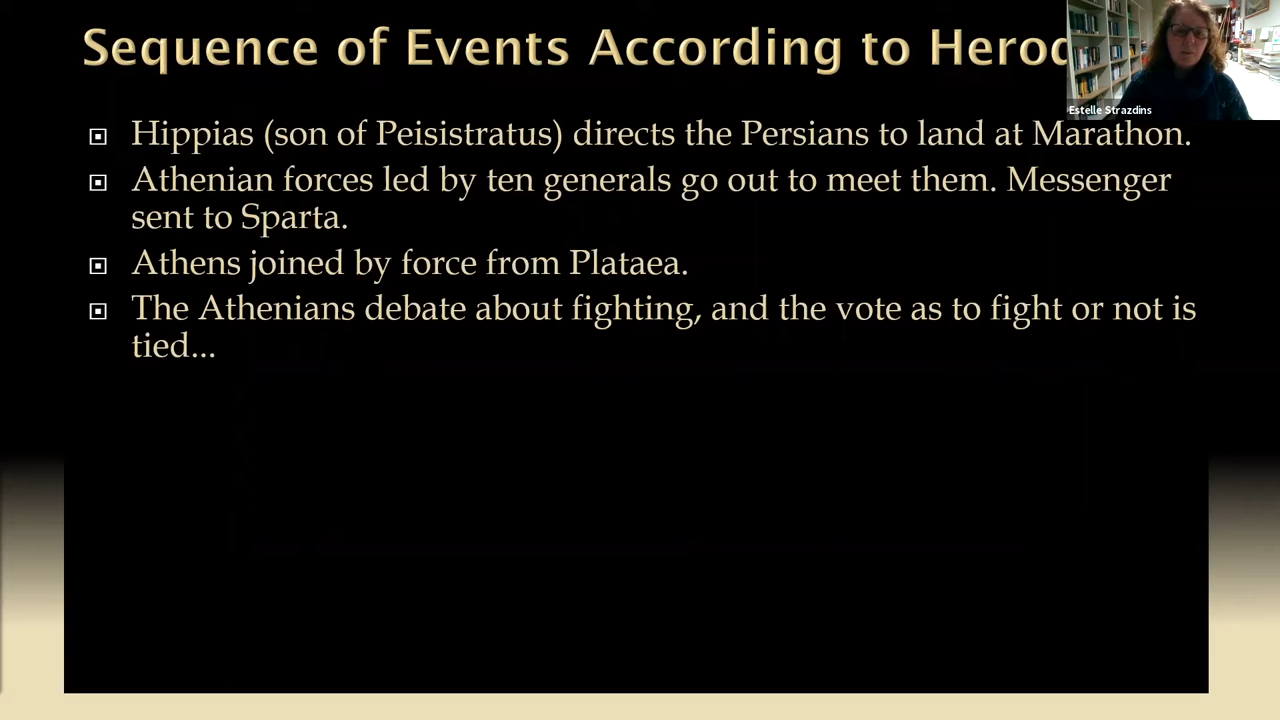 Sequence of Events According to
Estelle Strazdins
Hippias (son of Peisistratus) directs the Persians to land at Marathon.
Athenian forces led by ten generals go out to meet them. Messenger
sent to Sparta.
Athens joined by force from Plataea.
The Athenians debate about fighting, and the vote as to fight or not is
tied...